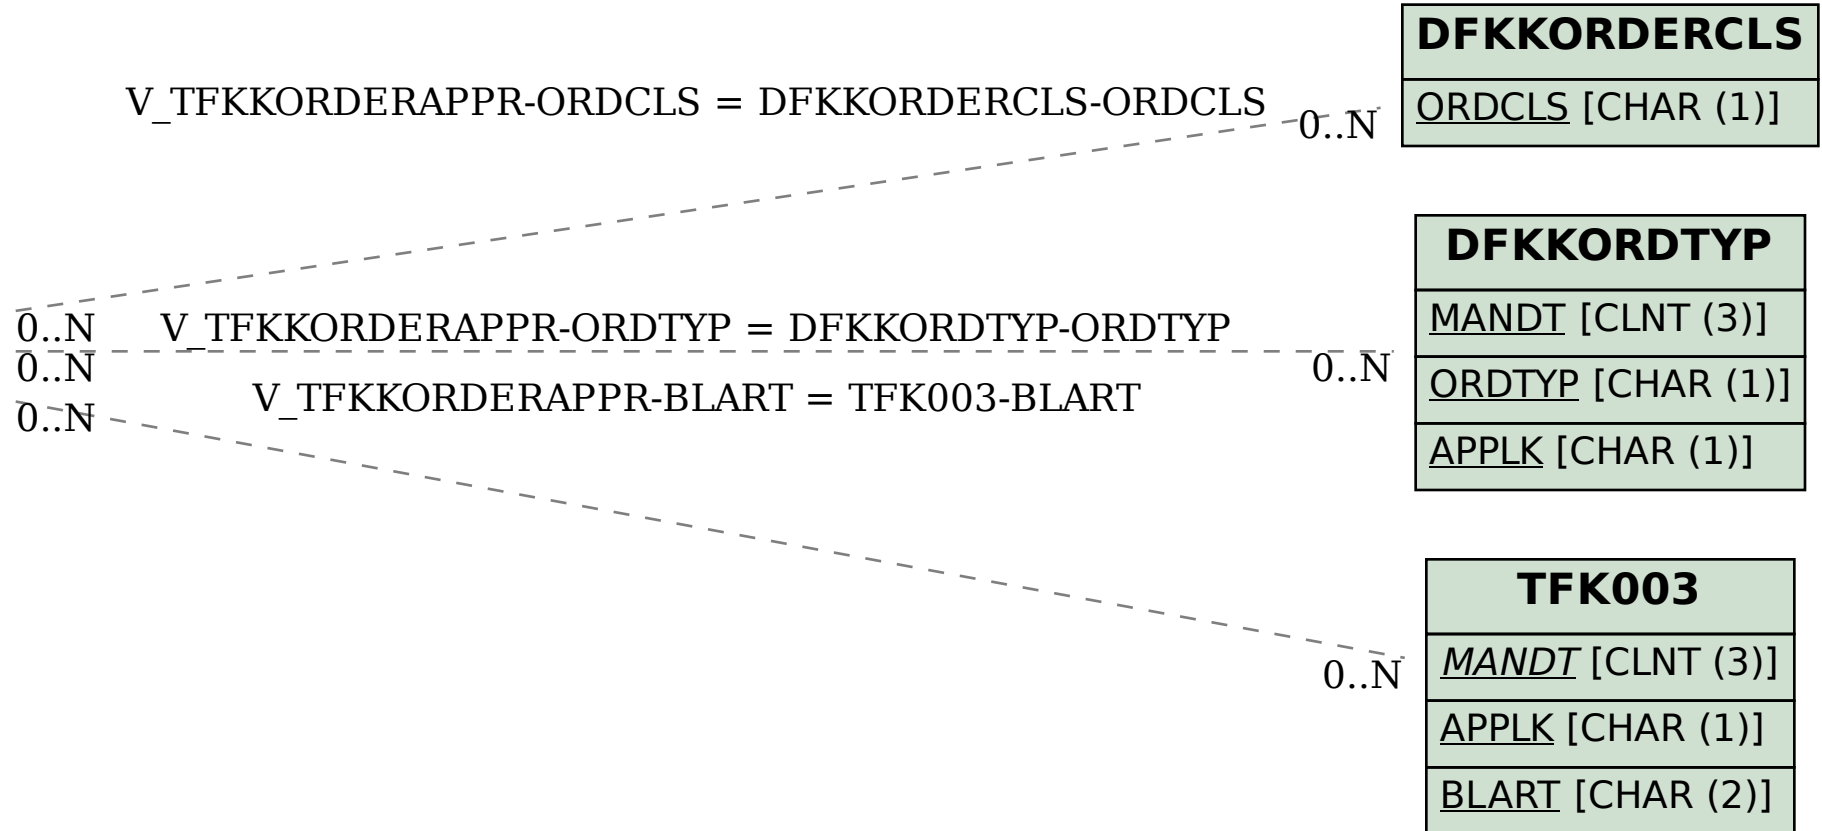 DFKKORDERCLS
V_TFKKORDERAPPR-ORDCLS = DFKKORDERCLS-ORDCLS
0..N
ORDCLS [CHAR (1)]
DFKKORDTYP
MANDT [CLNT (3)]
0..N
V_TFKKORDERAPPR-ORDTYP = DFKKORDTYP-ORDTYP
0..N
0..N
ORDTYP [CHAR (1)]
V_TFKKORDERAPPR-BLART = TFK003-BLART
0..N
APPLK [CHAR (1)]
TFK003
MANDT [CLNT (3)]
0..N
APPLK [CHAR (1)]
BLART [CHAR (2)]